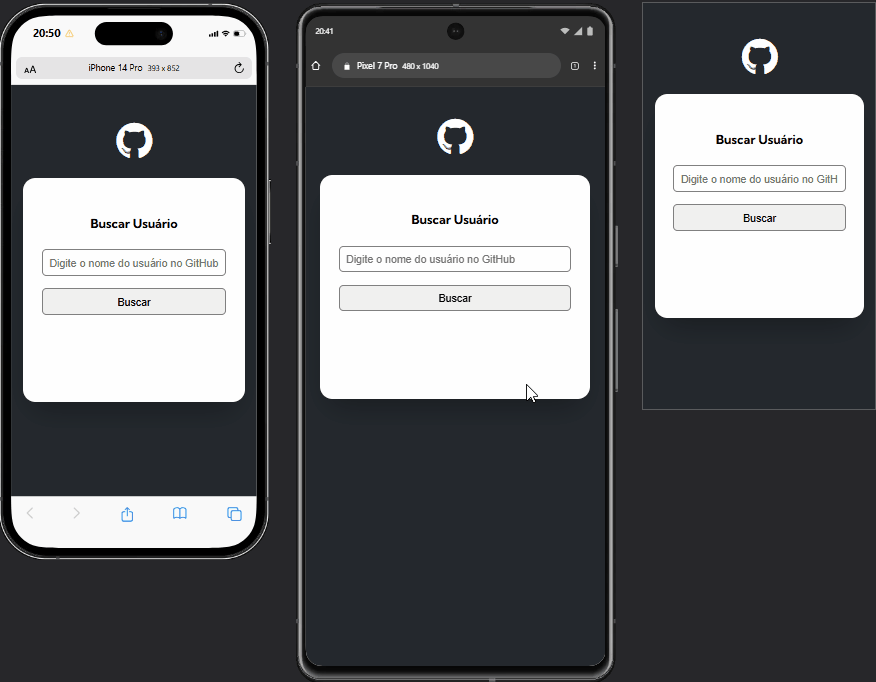 20:50
AA
iPhone 14 Pro 393 x 852
Buscar Usuário
Digite o nome do usuário no GitHub
Buscar
20:41
Pixel 7 Pro 480 x 1040
1
Buscar Usuário
Digite o nome do usuário no GitHub
Buscar
Buscar Usuário
Digite o nome do usuário no GitH
Buscar